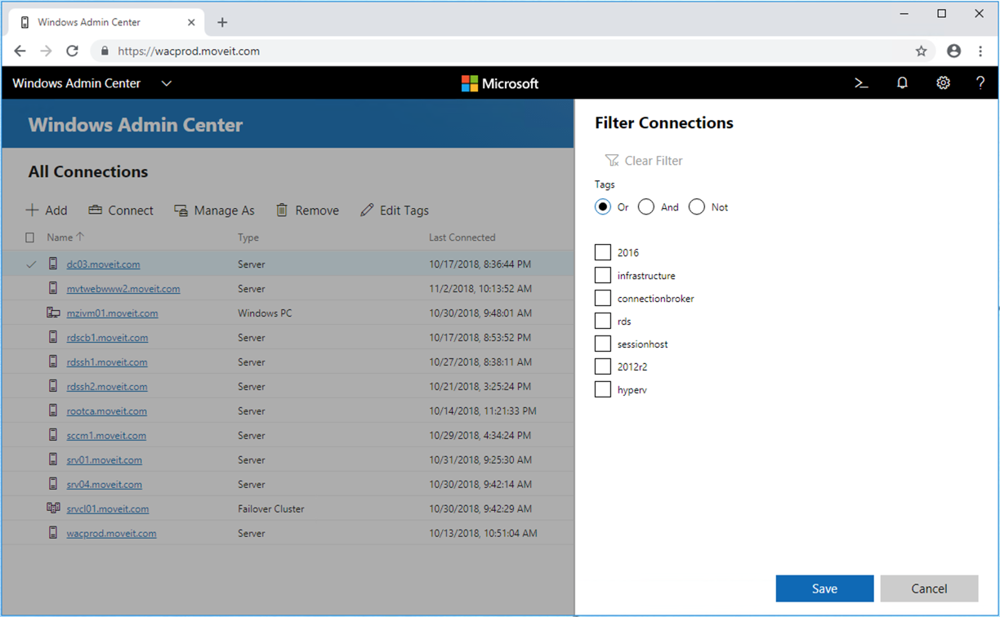 Windows Admin Center
https://wacprod.moveit.com
Windows Admin Center
Microsoft
>_
?
Windows Admin Center
All Connections
Add Connect Manage As Remove Edit Tags
Name Type Last Connected
dc03.moveit.com Server 10/17/2018, 8:36:44 PM
mvtwebwww2.moveit.com Server 11/2/2018, 10:13:52 AM
mzivm01.moveit.com Windows PC 10/30/2018, 9:48:01 AM
rdscb1.moveit.com Server 10/17/2018, 8:53:52 PM
rdssh1.moveit.com Server 10/27/2018, 8:38:11 AM
rdssh2.moveit.com Server 10/21/2018, 3:25:24 PM
rootca.moveit.com Server 10/14/2018, 11:21:33 PM
sccm1.moveit.com Server 10/29/2018, 4:34:24 PM
srv01.moveit.com Server 10/31/2018, 9:25:30 AM
srv04.moveit.com Server 10/30/2018, 9:42:14 AM
srvcl01.moveit.com Failover Cluster 10/30/2018, 9:42:29 AM
wacprod.moveit.com Server 10/13/2018, 10:51:04 AM
Filter Connections
Clear Filter
Tags
Or And Not
2016
infrastructure
connectionbroker
rds
sessionhost
2012r2
hyperv
Save Cancel